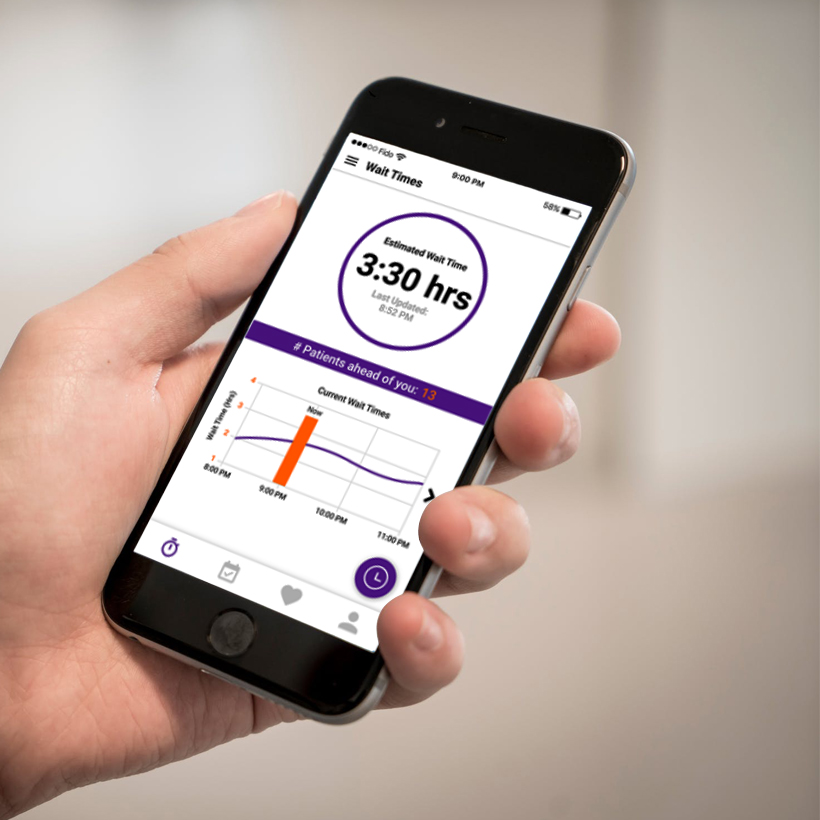 Fido
9:00 PM
58%
Wait Times
Estimated Wait Time
3:30 hrs
Last Updated:
8:52 PM
# Patients ahead of you: 13
Current Wait Times
Wait Time (Hrs)
4
3
2
1
Now
8:00 PM
9:00 PM
10:00 PM
11:00 PM